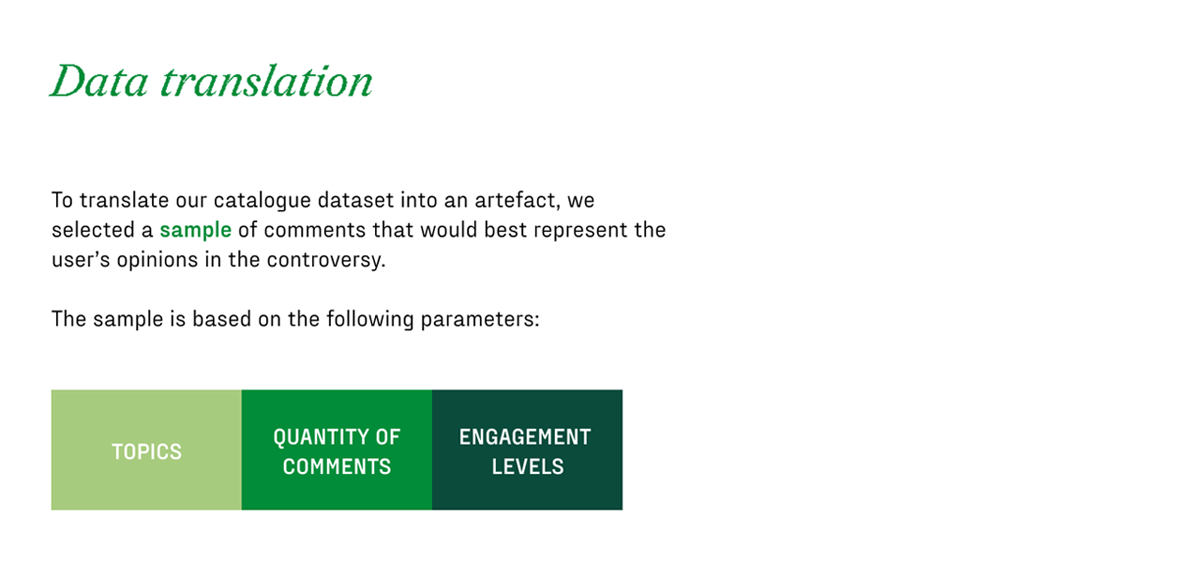 Data translation
To translate our catalogue dataset into an artefact, we
selected a sample of comments that would best represent the
user's opinions in the controversy.
The sample is based on the following parameters:
TOPICS
QUANTITY OF
COMMENTS
ENGAGEMENT
LEVELS